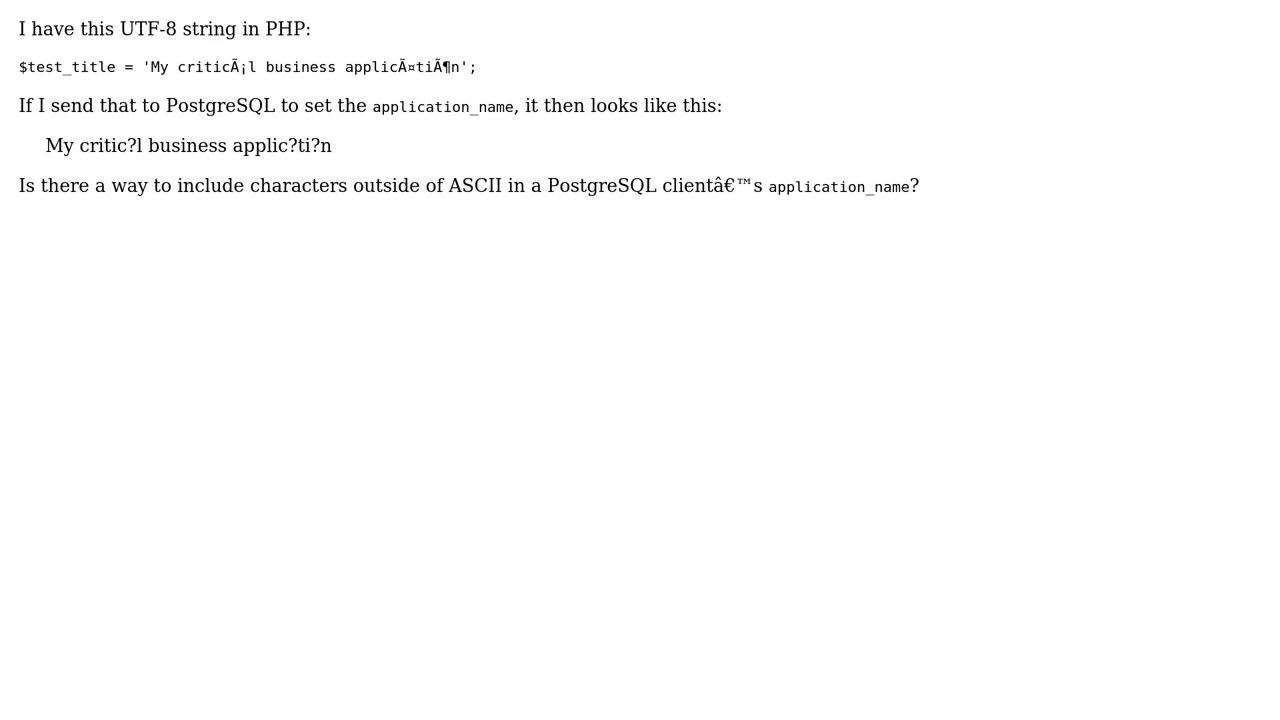 I have this UTF-8 string in PHP:
$test_title = 'My criticÃ¡l business applicÃ¤tiÃ¶n';
If I send that to PostgreSQL to set the application_name, it then looks like this:
My critic?l business applic?ti?n
Is there a way to include characters outside of ASCII in a PostgreSQL clientâ€™s application_name?